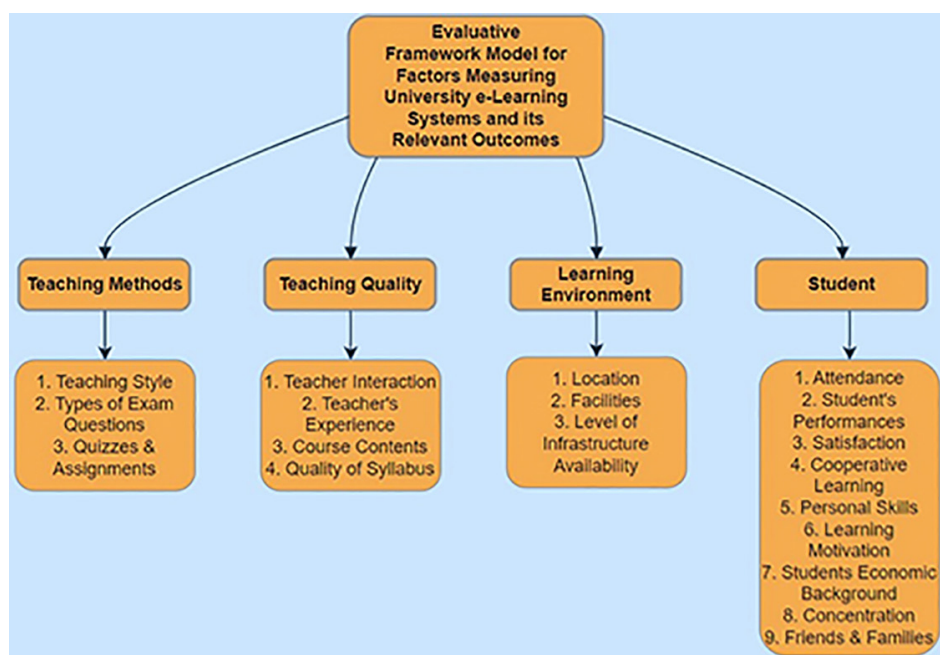 Evaluative
Framework Model for
Factors Measuring
University e-Learning
Systems and its
Relevant Outcomes
Teaching Methods
1. Teaching Style
2. Types of Exam
Questions
3. Quizzes &
Assignments
Teaching Quality
1. Teacher Interaction
2. Teacher's
Experience
3. Course Contents
4. Quality of Syllabus
Learning
Environment
1. Location
2. Facilities
3. Level of
Infrastructure
Availability
Student
1. Attendance
2. Student's
Performances
3. Satisfaction
4. Cooperative
Learning
5. Personal Skills
6. Learning
Motivation
7. Students Economic
Background
8. Concentration
9. Friends & Families